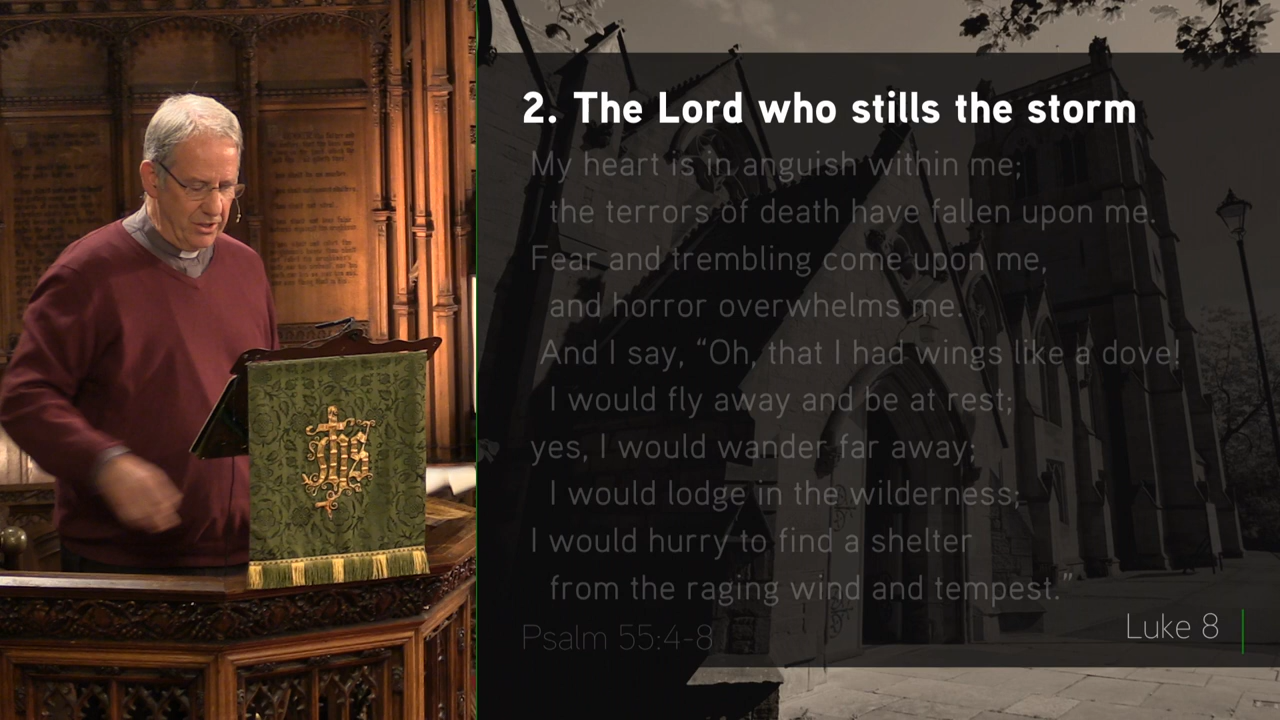 2. The Lord who stills the storm
My heart is in anguish within me;
the terrors of death have fallen upon me.
Fear and trembling come upon me,
and horror overwhelms me.
And I say, “Oh, that I had wings like a dove!
I would fly away and be at rest;
yes, I would wander far away;
I would lodge in the wilderness;
I would hurry to find a shelter
from the raging wind and tempest.”
Psalm 55:4-8
Luke 8
IHS